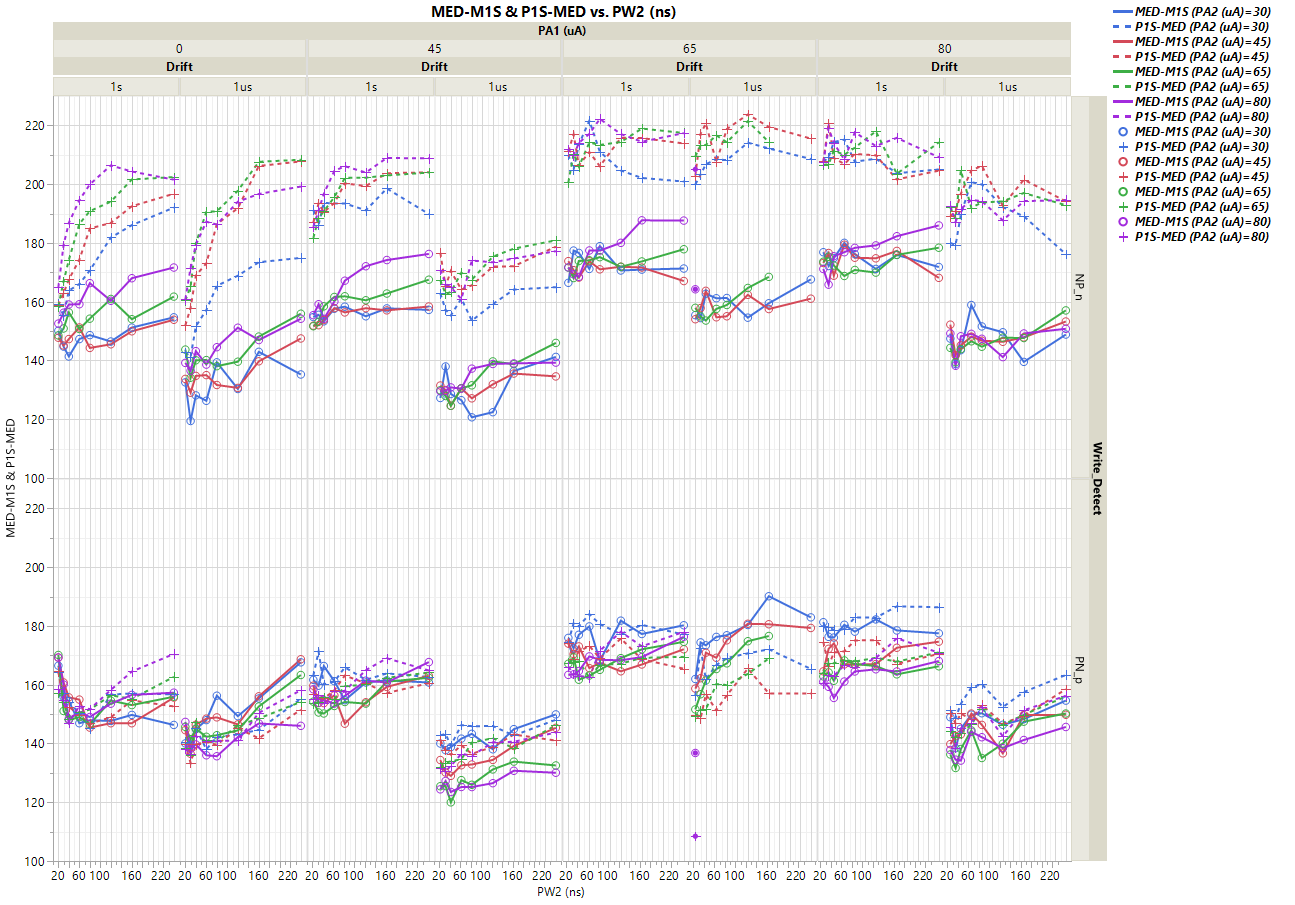 MED-M1S & P1S-MED vs. PW2 (ns)
PA1 (uA)
0 45 65 80
Drift Drift Drift Drift
1s 1us 1s 1us 1s 1us 1s 1us
MED-M1S (PA2 (uA)=30)
P1S-MED (PA2 (uA)=30)
MED-M1S (PA2 (uA)=45)
P1S-MED (PA2 (uA)=45)
MED-M1S (PA2 (uA)=65)
P1S-MED (PA2 (uA)=65)
MED-M1S (PA2 (uA)=80)
P1S-MED (PA2 (uA)=80)
MED-M1S (PA2 (uA)=30)
P1S-MED (PA2 (uA)=30)
MED-M1S (PA2 (uA)=45)
P1S-MED (PA2 (uA)=45)
MED-M1S (PA2 (uA)=65)
P1S-MED (PA2 (uA)=65)
MED-M1S (PA2 (uA)=80)
P1S-MED (PA2 (uA)=80)
MED-M1S & P1S-MED
220
200
180
160
140
120
100
220
200
180
160
140
120
100
NP_n
PN_p
Write_Detect
20 60 100 160 220 20 60 100 160 220 20 60 100 160 220 20 60 100 160 220 20 60 100 160 220 20 60 100 160 220 20 60 100 160 220 20 60 100 160 220
PW2 (ns)